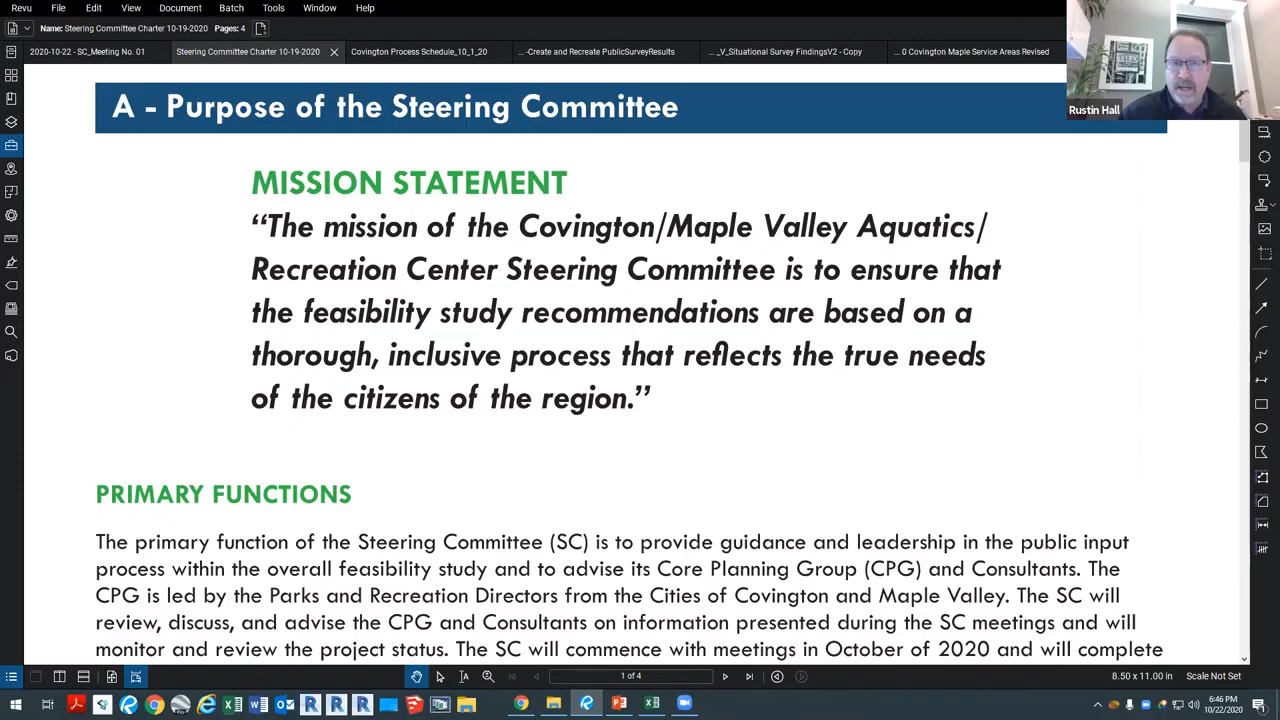 Revu File Edit View Document Batch Tools Window Help
Name: Steering Committee Charter 10-19-2020 Pages: 4
2020-10-22 - SC_Meeting No. 01 Steering Committee Charter 10-19-2020 Covington Process Schedule_10_1_20 ... -Create and Recreate PublicSurveyResults ... _V_Situational Survey FindingsV2 - Copy ... 0 Covington Maple Service Areas Revised
Rustin Hall
A - Purpose of the Steering Committee
MISSION STATEMENT
“The mission of the Covington/Maple Valley Aquatics/
Recreation Center Steering Committee is to ensure that
the feasibility study recommendations are based on a
thorough, inclusive process that reflects the true needs
of the citizens of the region.”
PRIMARY FUNCTIONS
The primary function of the Steering Committee (SC) is to provide guidance and leadership in the public input
process within the overall feasibility study and to advise its Core Planning Group (CPG) and Consultants. The
CPG is led by the Parks and Recreation Directors from the Cities of Covington and Maple Valley. The SC will
review, discuss, and advise the CPG and Consultants on information presented during the SC meetings and will
monitor and review the project status. The SC will commence with meetings in October of 2020 and will complete
1 of 4
8.50 x 11.00 in Scale Not Set
6:46 PM
10/22/2020